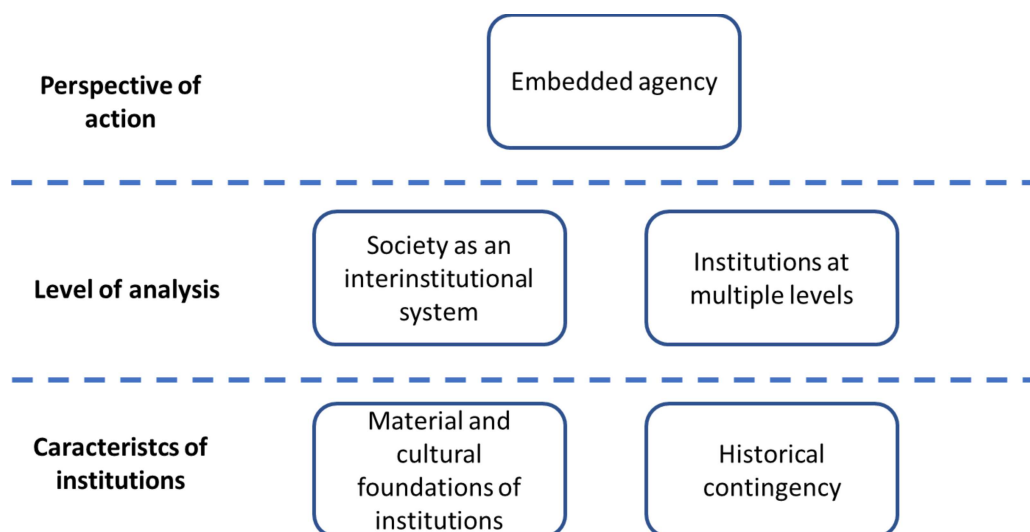 Perspective of
action
Embedded agency
Level of analysis
Society as an
interinstitutional
system
Institutions at
multiple levels
Caracteristcs of
institutions
Material and
cultural
foundations of
institutions
Historical
contingency